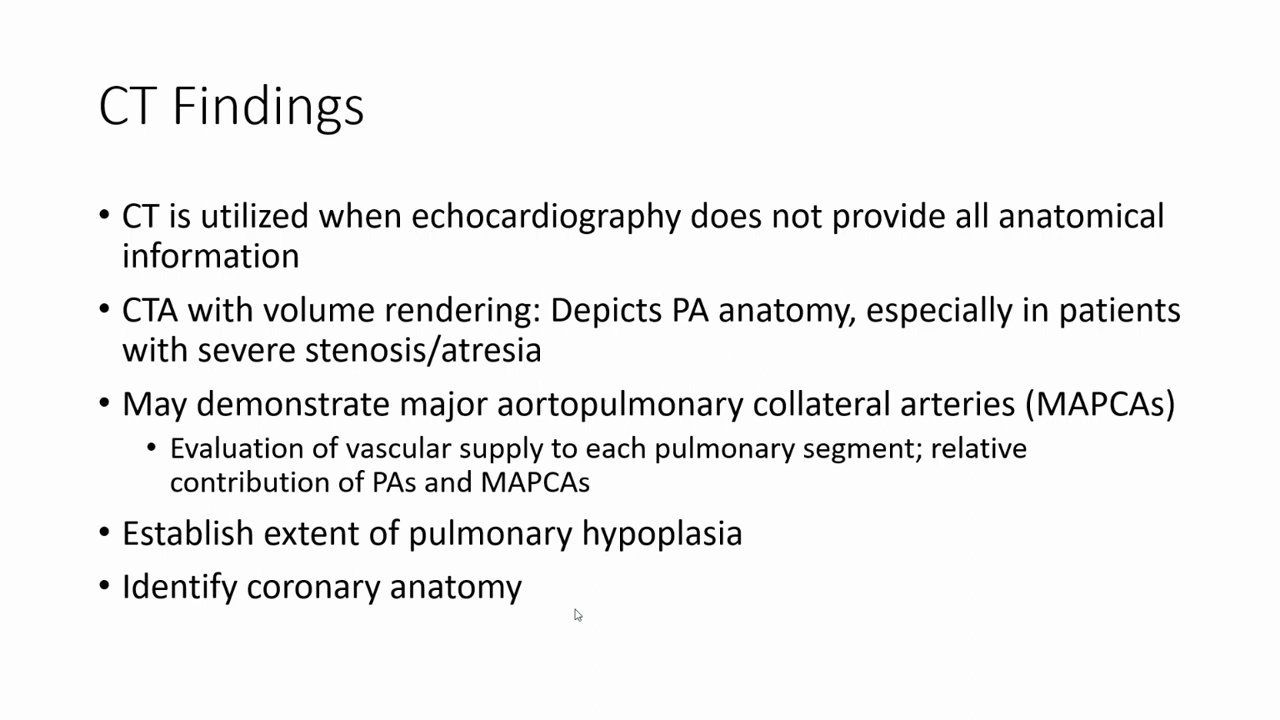 CT Findings
• CT is utilized when echocardiography does not provide all anatomical
information
• CTA with volume rendering: Depicts PA anatomy, especially in patients
with severe stenosis/atresia
• May demonstrate major aortopulmonary collateral arteries (MAPCAs)
• Evaluation of vascular supply to each pulmonary segment; relative
contribution of PAs and MAPCAs
• Establish extent of pulmonary hypoplasia
• Identify coronary anatomy